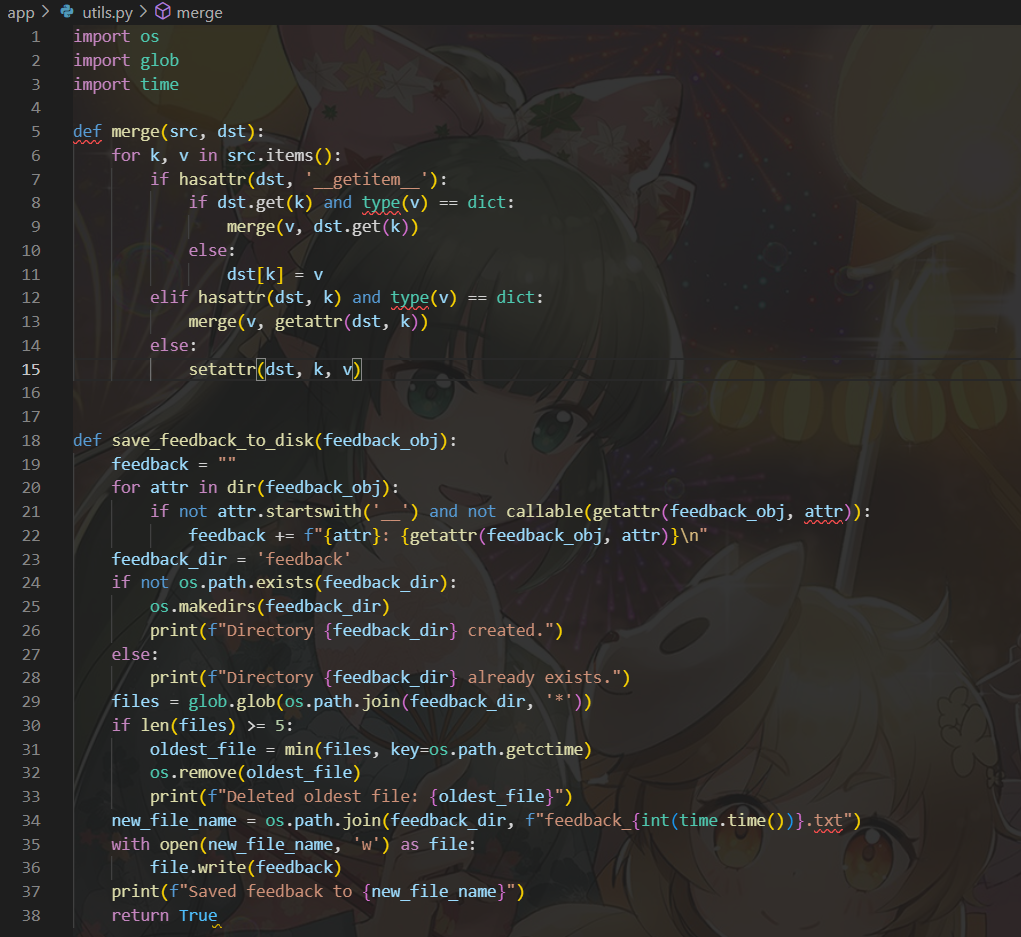 app > utils.py > merge
1 import os
2 import glob
3 import time
4
5 def merge(src, dst):
6     for k, v in src.items():
7         if hasattr(dst, '__getitem__'):
8             if dst.get(k) and type(v) == dict:
9                 merge(v, dst.get(k))
10             else:
11                 dst[k] = v
12         elif hasattr(dst, k) and type(v) == dict:
13             merge(v, getattr(dst, k))
14         else:
15             setattr(dst, k, v)
16
17
18 def save_feedback_to_disk(feedback_obj):
19     feedback = ""
20     for attr in dir(feedback_obj):
21         if not attr.startswith('__') and not callable(getattr(feedback_obj, attr)):
22             feedback += f"{attr}: {getattr(feedback_obj, attr)}\n"
23     feedback_dir = 'feedback'
24     if not os.path.exists(feedback_dir):
25         os.makedirs(feedback_dir)
26         print(f"Directory {feedback_dir} created.")
27     else:
28         print(f"Directory {feedback_dir} already exists.")
29     files = glob.glob(os.path.join(feedback_dir, '*'))
30     if len(files) >= 5:
31         oldest_file = min(files, key=os.path.getctime)
32         os.remove(oldest_file)
33         print(f"Deleted oldest file: {oldest_file}")
34     new_file_name = os.path.join(feedback_dir, f"feedback_{int(time.time())}.txt")
35     with open(new_file_name, 'w') as file:
36         file.write(feedback)
37     print(f"Saved feedback to {new_file_name}")
38     return True